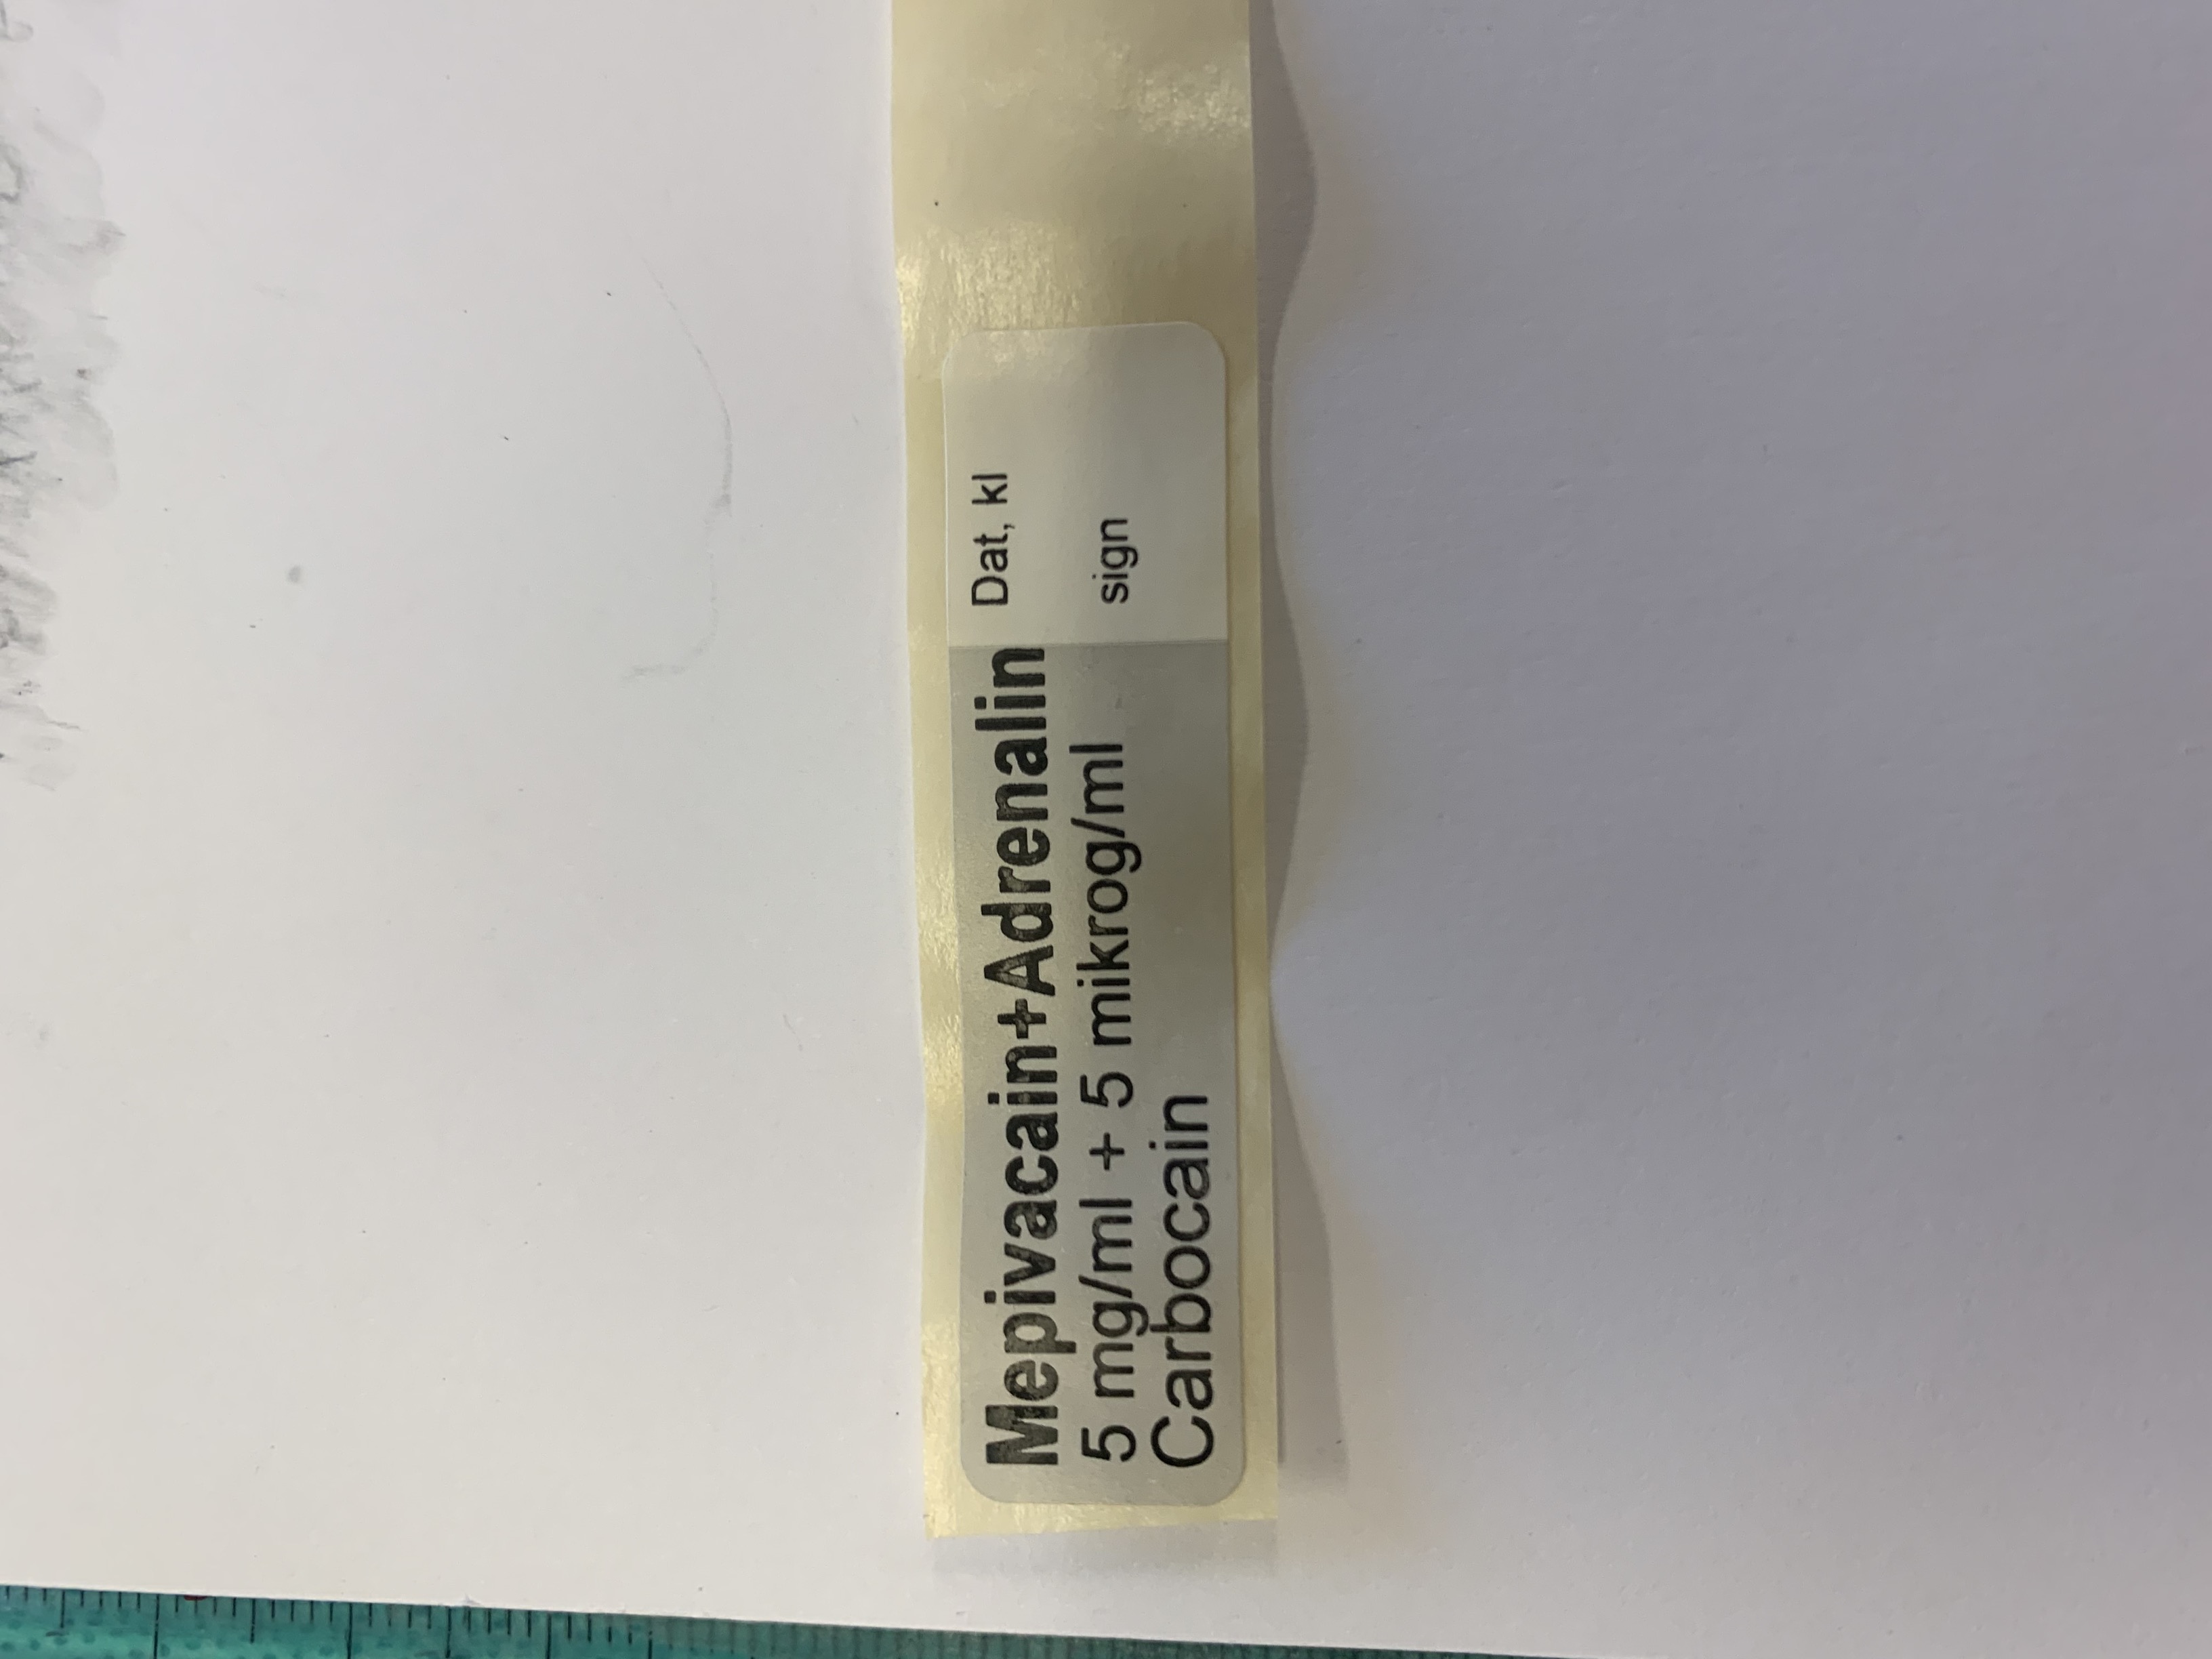 Mepivacain+Adrenalin
5 mg/ml + 5 mikrog/ml
Carbocain
Dat, kl
sign